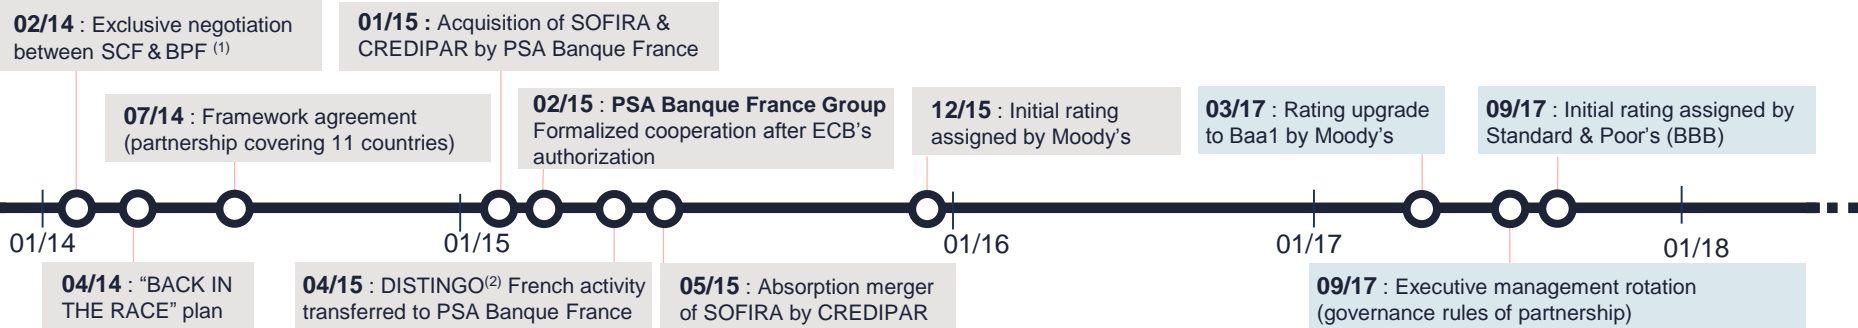 02/14 : Exclusive negotiation
between SCF & BPF (1)
01/15 : Acquisition of SOFIRA &
CREDIPAR by PSA Banque France
07/14 : Framework agreement
(partnership covering 11 countries)
02/15 : PSA Banque France Group
Formalized cooperation after ECB's
authorization
12/15 : Initial rating
assigned by Moody's
03/17 : Rating upgrade
to Baa1 by Moody's
09/17 : Initial rating assigned by
Standard & Poor's (BBB)
01/14
01/15
01/16
01/17
01/18
04/14 : “BACK IN
THE RACE” plan
04/15 : DISTINGO(2) French activity
transferred to PSA Banque France
05/15 : Absorption merger
of SOFIRA by CREDIPAR
09/17 : Executive management rotation
(governance rules of partnership)